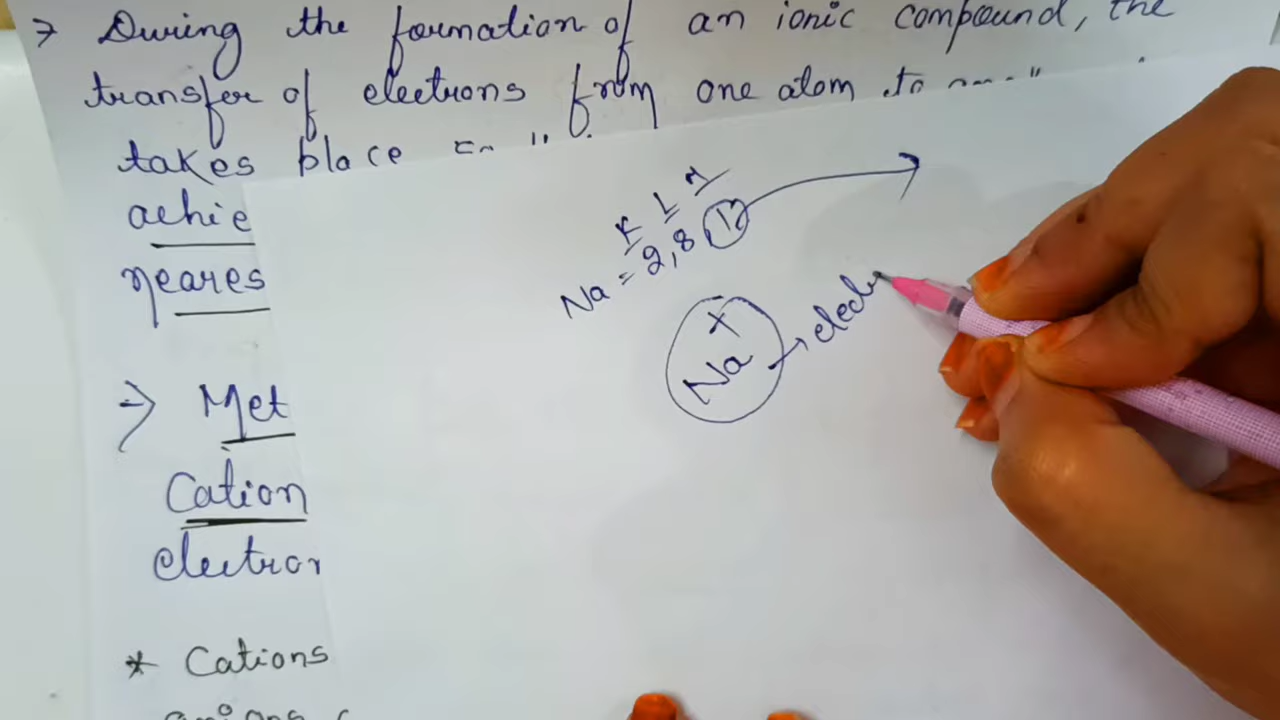 → During the formation of an ionic compound, the
transfer of electrons from one atom to
takes place
achie
neares
→ Met
Cation
electron
* Cations
anions
K L M
Na = 2,8
Na+ → elect